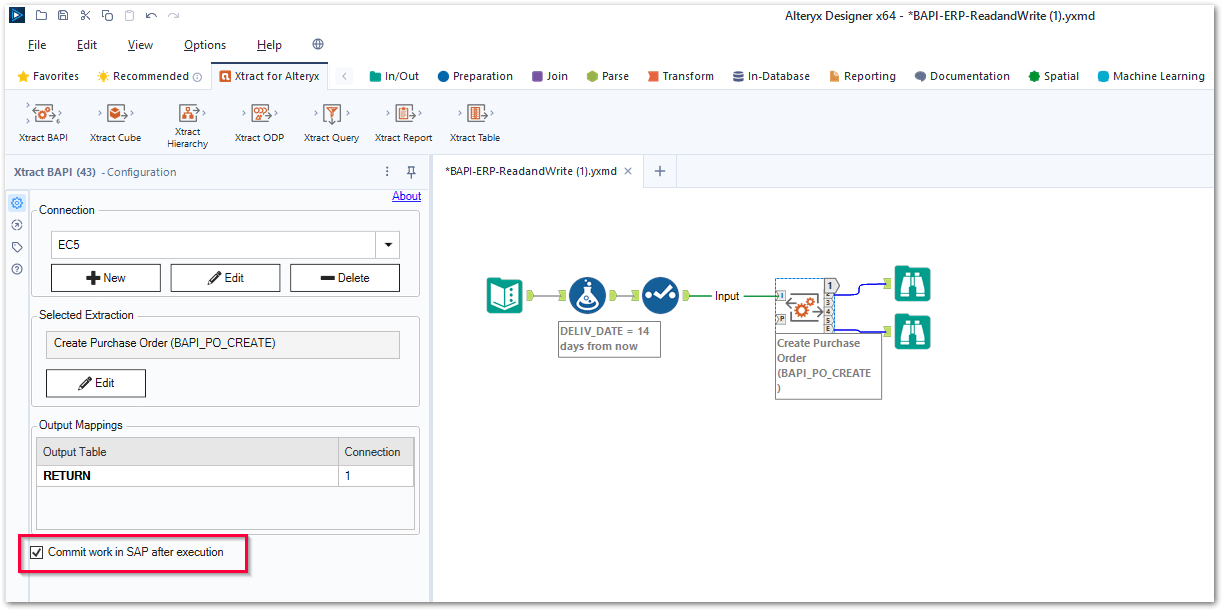 Alteryx Designer x64 - *BAPI-ERP-ReadandWrite (1).yxmd
File Edit View Options Help
Favorites Recommended Xtract for Alteryx In/Out Preparation Join Parse Transform In-Database Reporting Documentation Spatial Machine Learning
Xtract BAPI Xtract Cube Xtract Hierarchy Xtract ODP Xtract Query Xtract Report Xtract Table
Xtract BAPI (43) - Configuration
*BAPI-ERP-ReadandWrite (1).yxmd
About
Connection
EC5
New Edit Delete
Selected Extraction
Create Purchase Order (BAPI_PO_CREATE)
Edit
Output Mappings
Output Table Connection
RETURN 1
Commit work in SAP after execution
DELIV_DATE = 14
days from now
Input
I
P
1
3
4
5
E
Create Purchase
Order
(BAPI_PO_CREATE
)